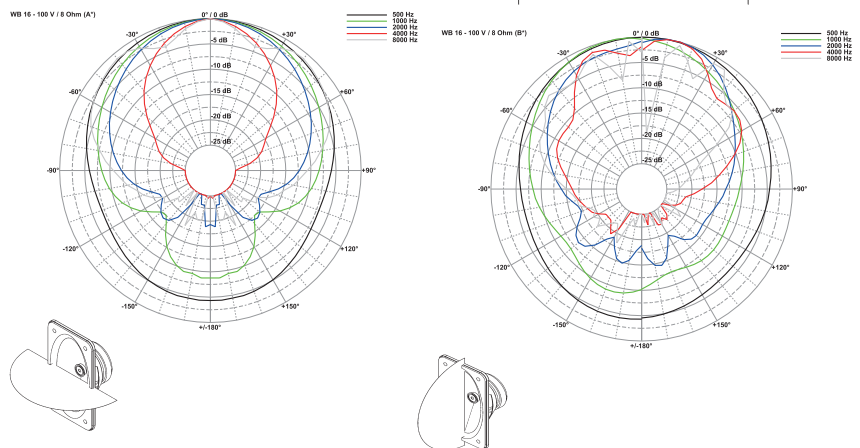 WB 16 - 100 V / 8 Ohm (A*)
0° / 0 dB
500 Hz
1000 Hz
2000 Hz
4000 Hz
8000 Hz
-30°
+30°
-5 dB
-10 dB
-60°
+60°
-15 dB
-20 dB
-25 dB
-90°
+90°
-120°
+120°
-150°
+150°
+/-180°
WB 16 - 100 V / 8 Ohm (B*)
0° / 0 dB
500 Hz
1000 Hz
2000 Hz
4000 Hz
8000 Hz
-30°
+30°
-5 dB
-10 dB
-60°
+60°
-15 dB
-20 dB
-25 dB
-90°
+90°
-120°
+120°
-150°
+150°
+/-180°